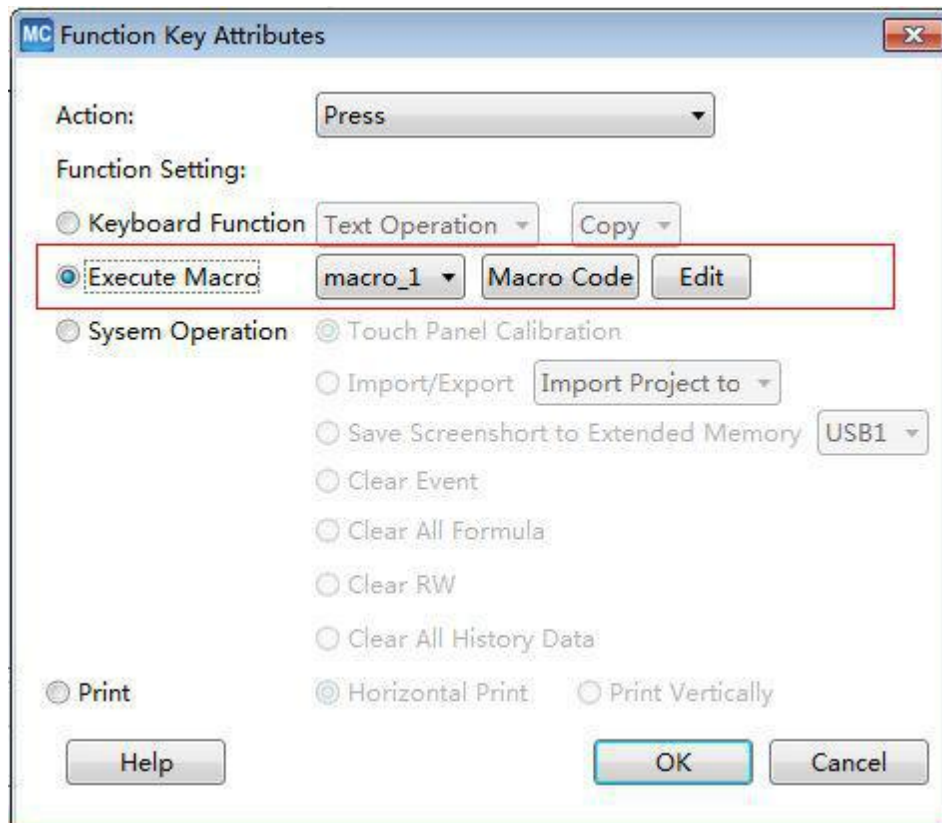 MC Function Key Attributes
Action: Press
Function Setting:
Keyboard Function Text Operation Copy
Execute Macro macro_1 Macro Code Edit
Sysem Operation Touch Panel Calibration
Import/Export Import Project to
Save Screenshort to Extended Memory USB1
Clear Event
Clear All Formula
Clear RW
Clear All History Data
Print Horizontal Print Print Vertically
Help OK Cancel